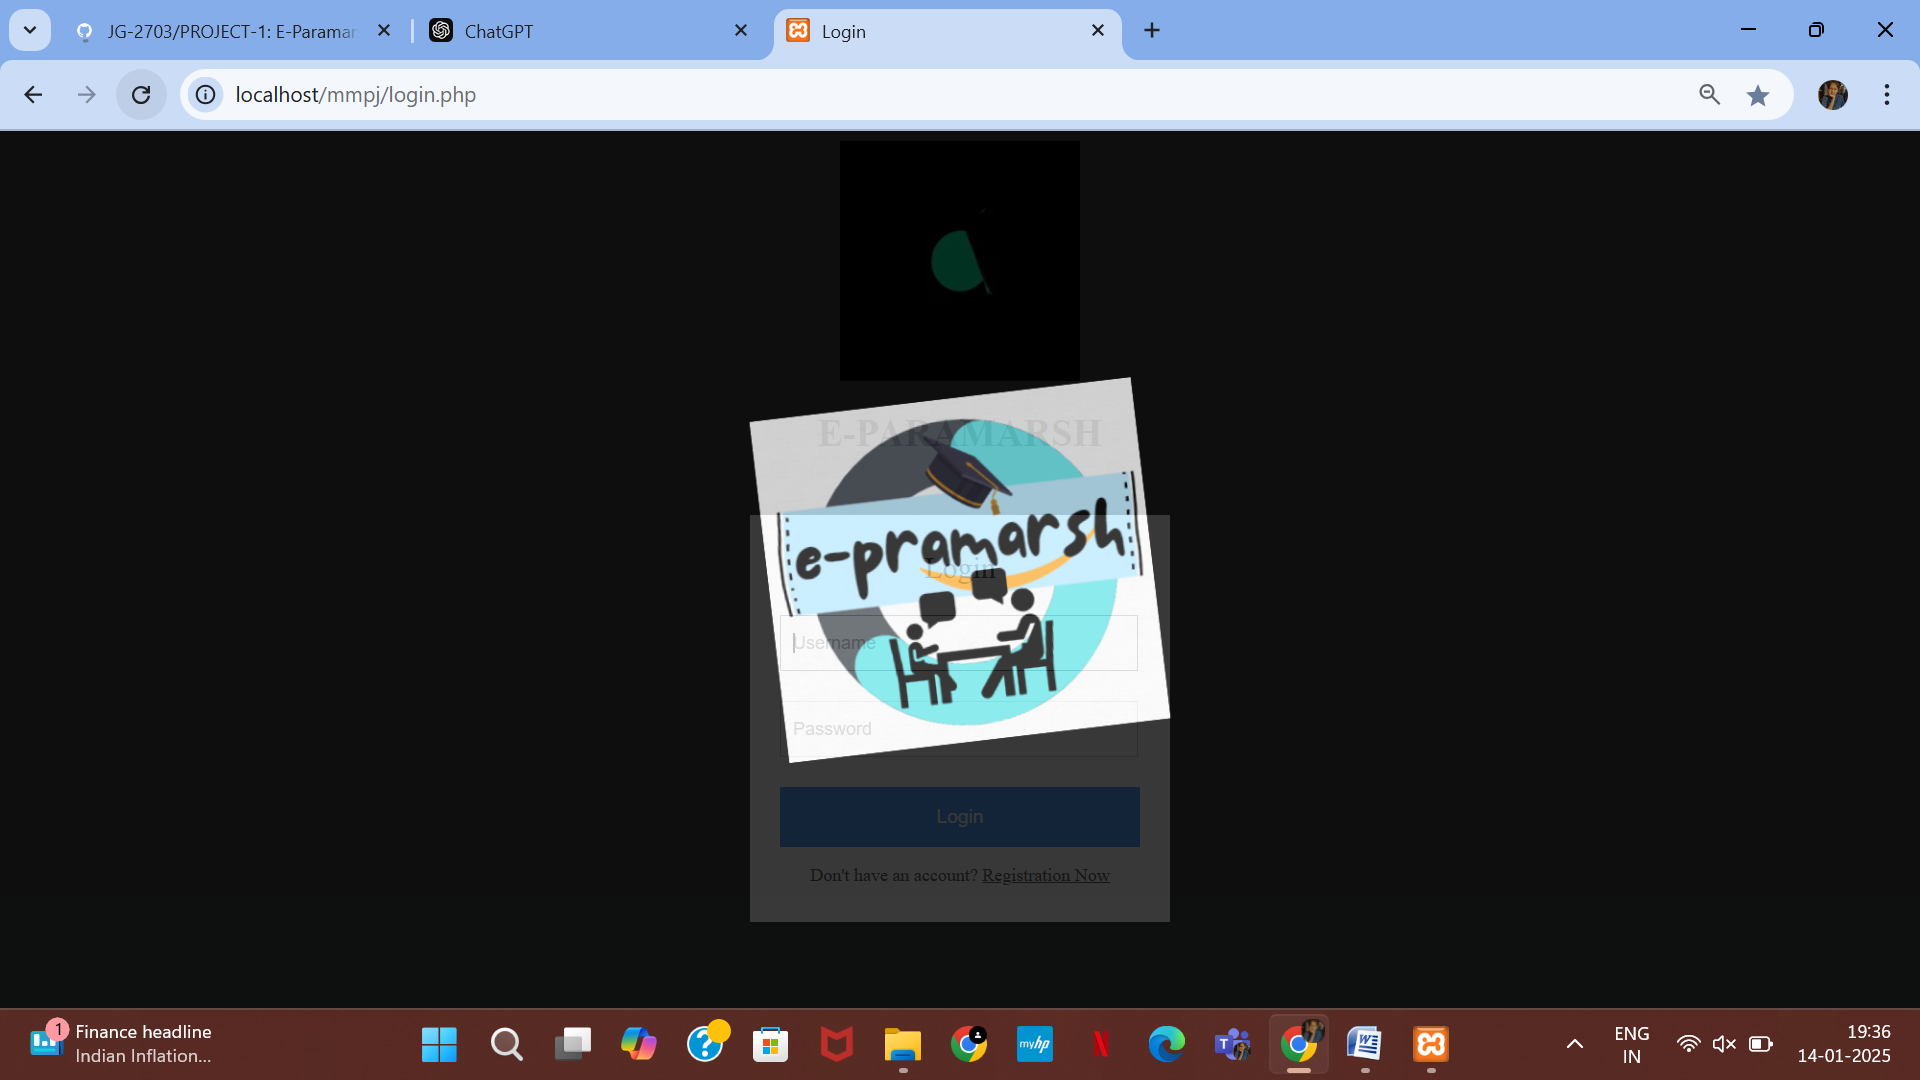 JG-2703/PROJECT-1: E-Paramar
ChatGPT
Login
localhost/mmpj/login.php
E-PARAMARSH
e-pramarsh
Login
Username
Password
Login
Don't have an account? Registration Now
1
Finance headline
Indian Inflation...
?
myhp
N
T
W
ENG
IN
19:36
14-01-2025